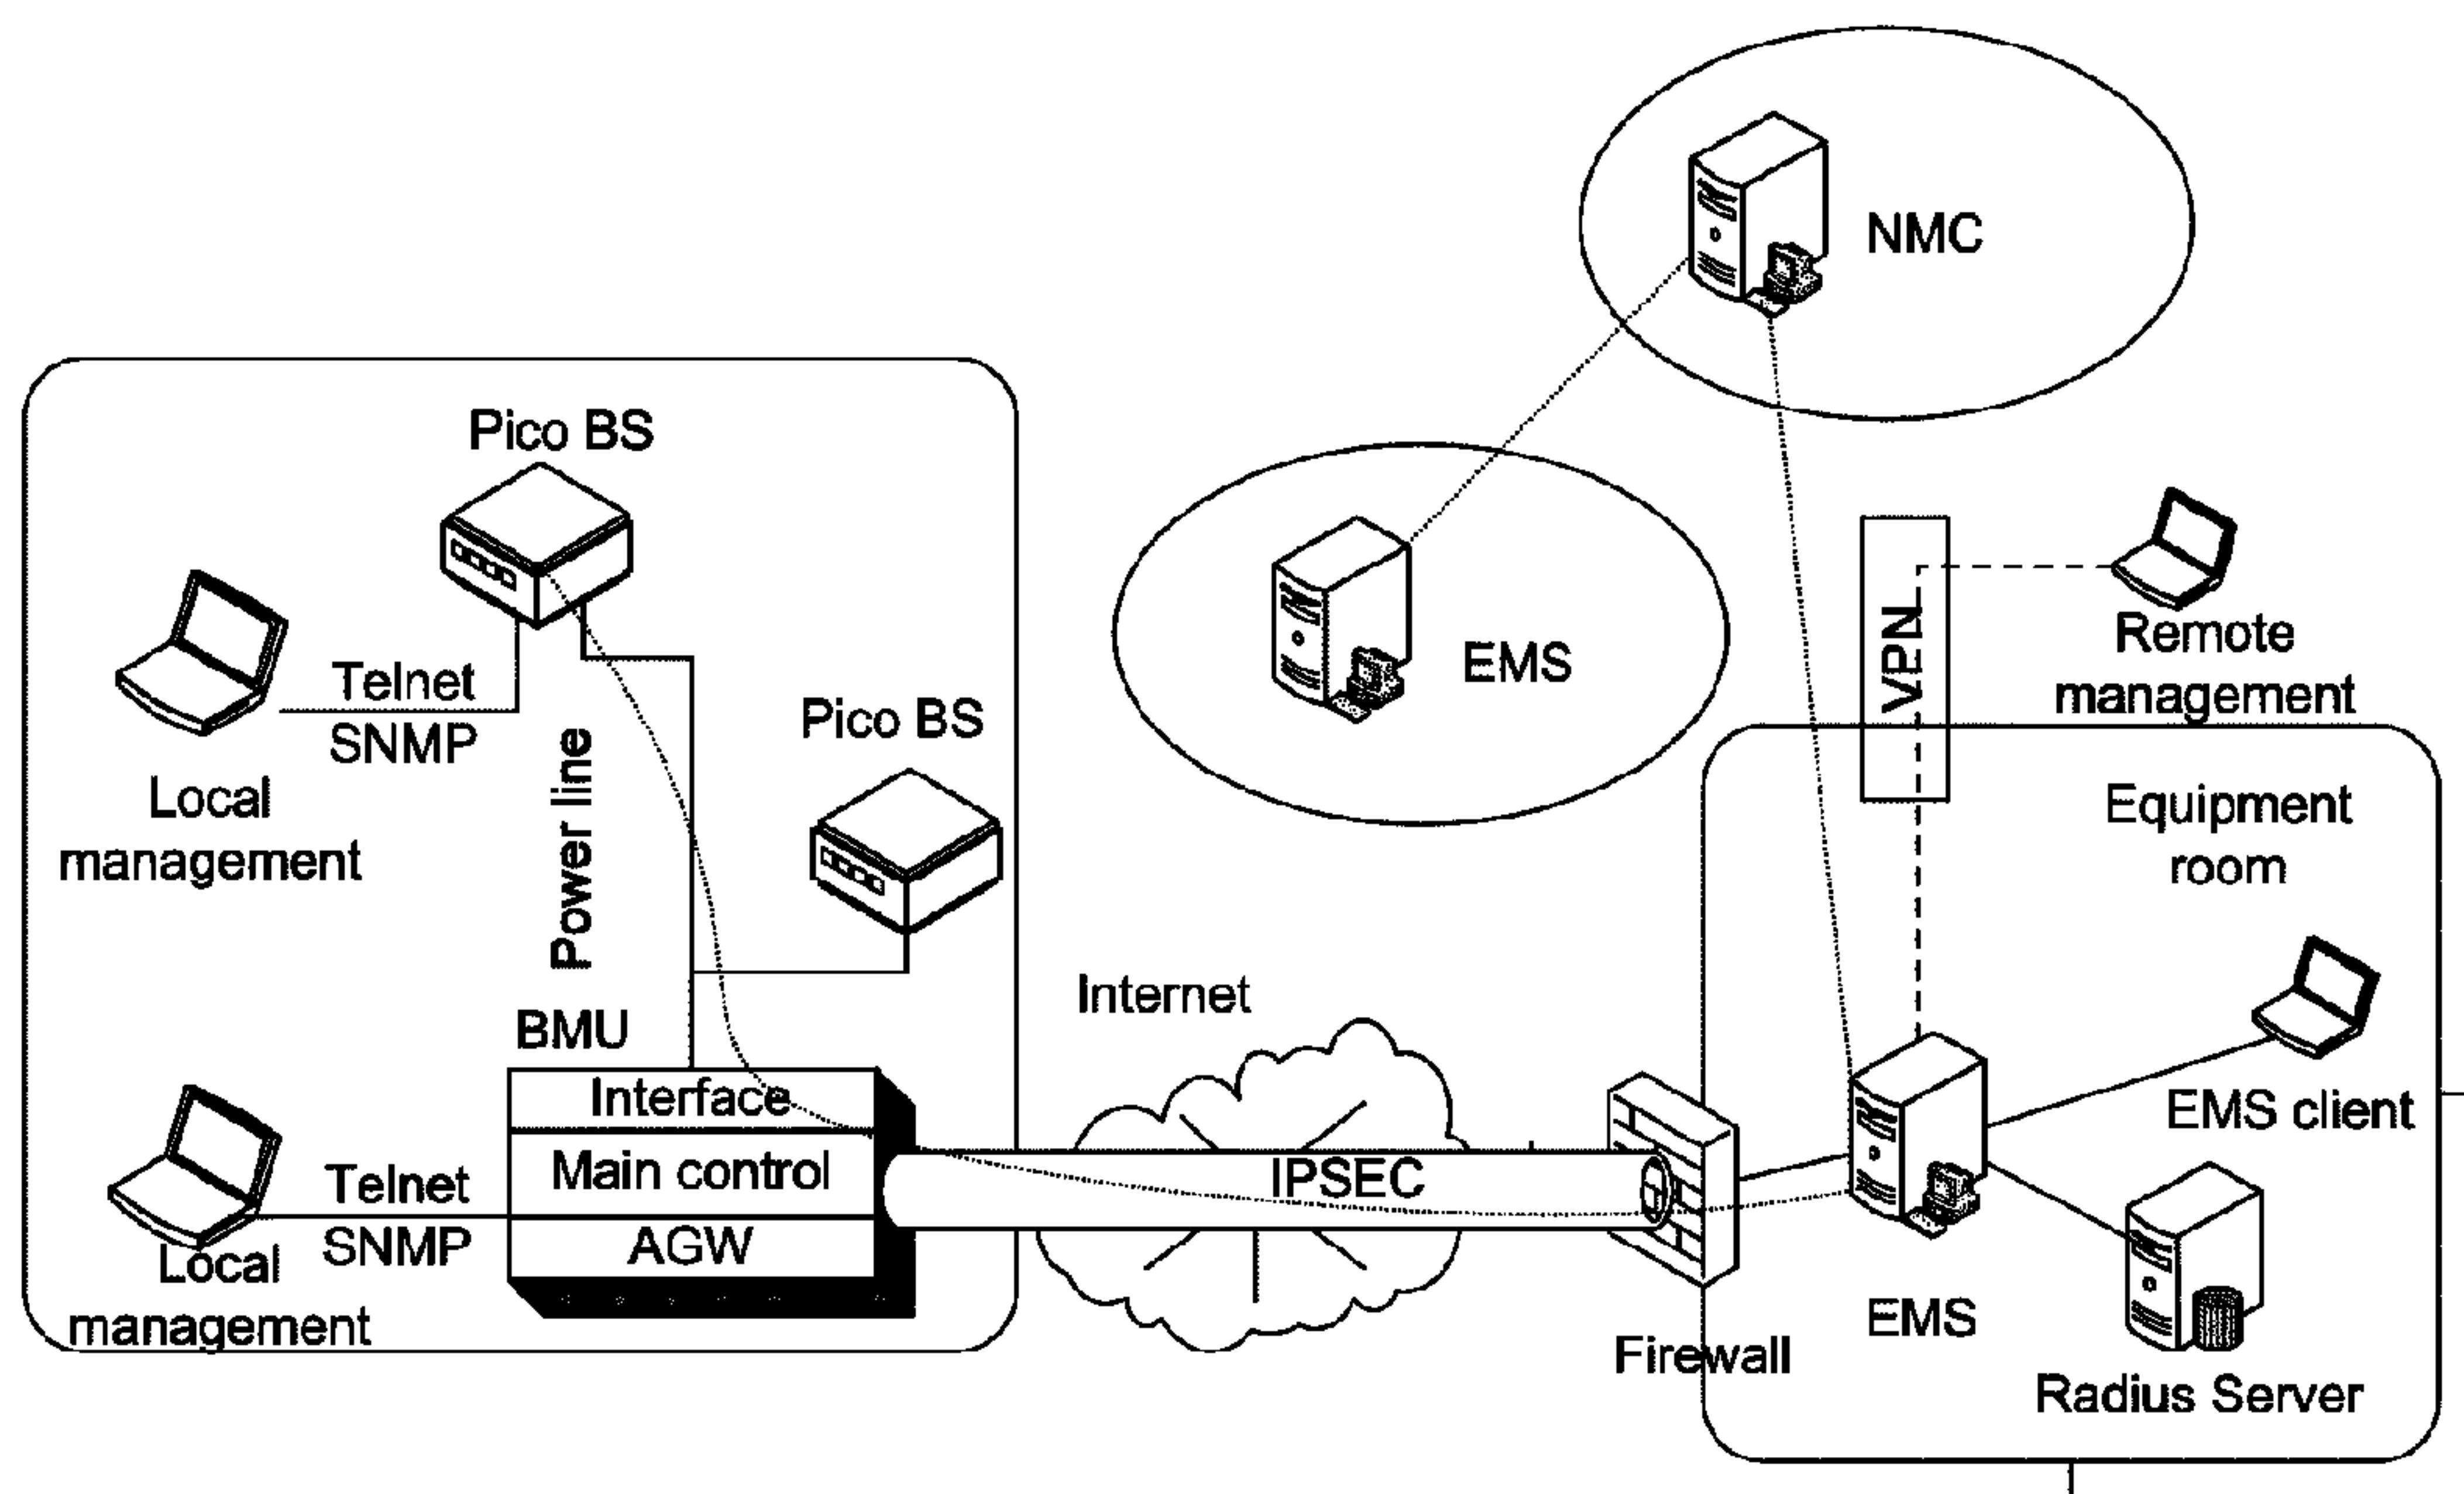 NMC
Pico BS
EMS
Remote
management
VPN
Telnet
SNMP
Local
management
Power line
Pico BS
Equipment
room
Internet
BMU
Interface
Main control
AGW
IPSEC
EMS client
Telnet
SNMP
Local
management
EMS
Firewall
Radius Server